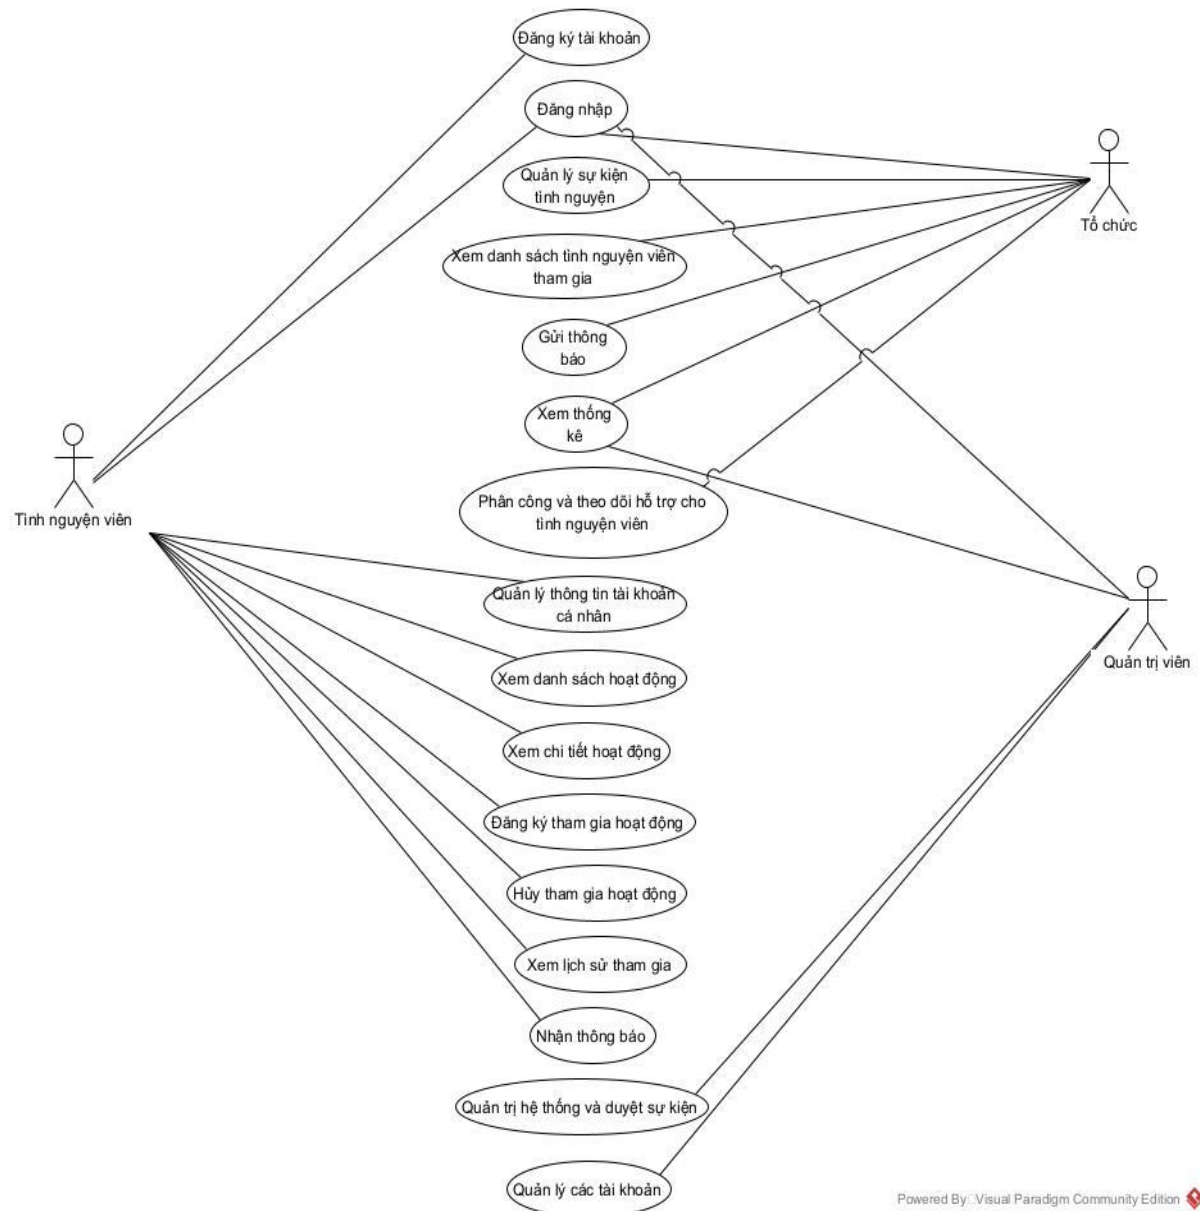 Đăng ký tài khoản
Đăng nhập
Quản lý sự kiện
tình nguyện
Tổ chức
Xem danh sách tình nguyện viên
tham gia
Gửi thông
báo
Xem thống
kê
Tình nguyện viên
Phân công và theo dõi hỗ trợ cho
tình nguyện viên
Quản lý thông tin tài khoản
cá nhân
Quản trị viên
Xem danh sách hoạt động
Xem chi tiết hoạt động
Đăng ký tham gia hoạt động
Hủy tham gia hoạt động
Xem lịch sử tham gia
Nhận thông báo
Quản trị hệ thống và duyệt sự kiện
Quản lý các tài khoản
Powered By Visual Paradigm Community Edition